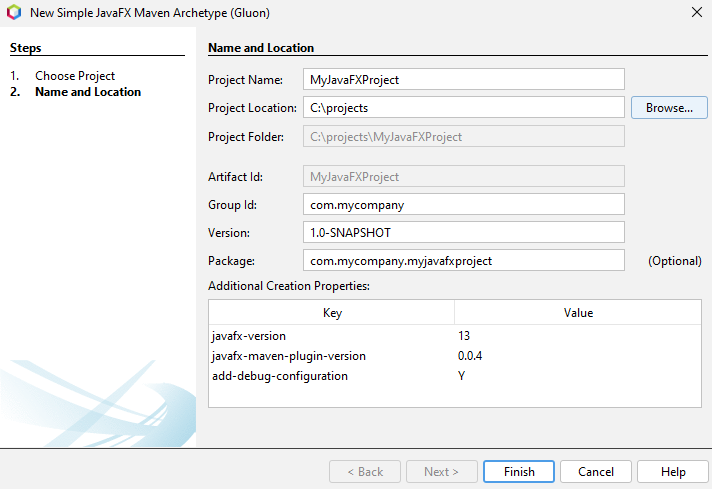 New Simple JavaFX Maven Archetype (Gluon)
Steps
1. Choose Project
2. Name and Location
Name and Location
Project Name: MyJavaFXProject
Project Location: C:\projects Browse...
Project Folder: C:\projects\MyJavaFXProject
Artifact Id: MyJavaFXProject
Group Id: com.mycompany
Version: 1.0-SNAPSHOT
Package: com.mycompany.myjavafxproject (Optional)
Additional Creation Properties:
Key Value
javafx-version 13
javafx-maven-plugin-version 0.0.4
add-debug-configuration Y
< Back Next > Finish Cancel Help